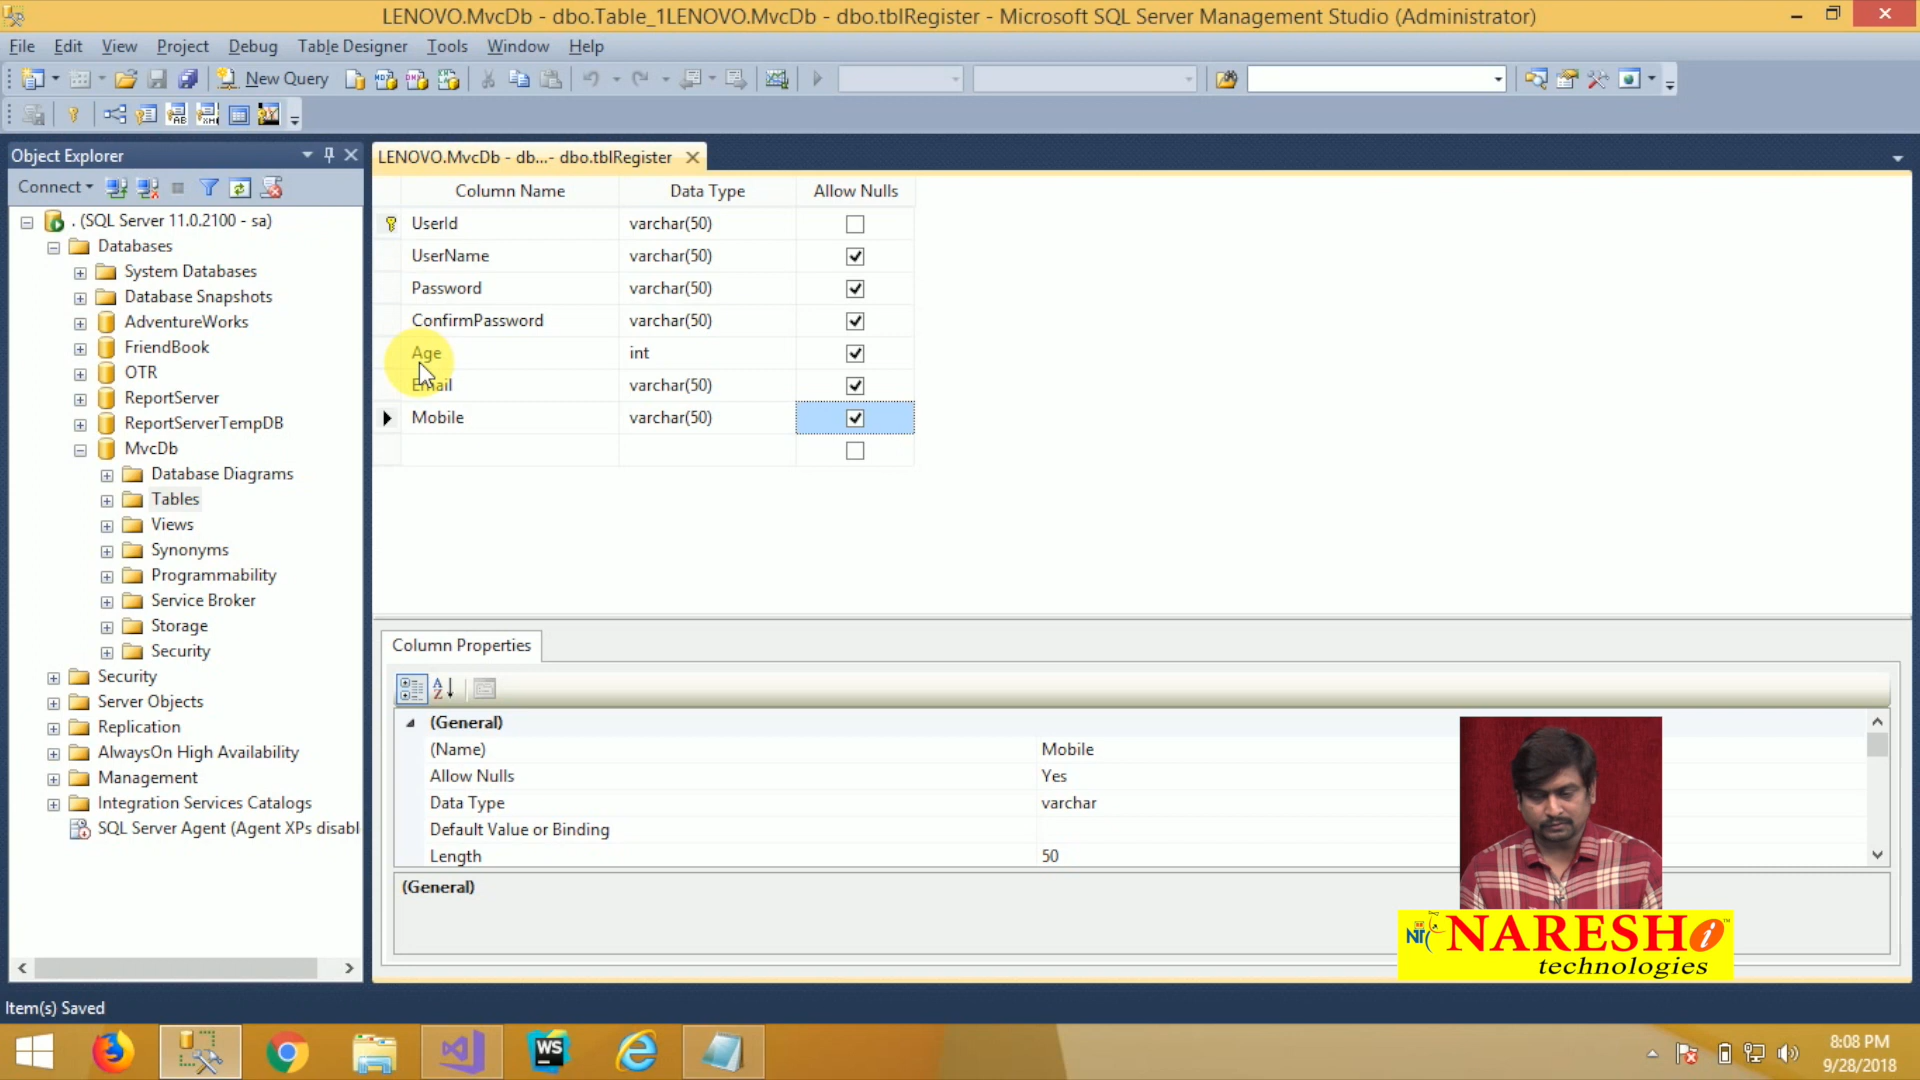 LENOVO.MvcDb - dbo.Table_1LENOVO.MvcDb - dbo.tblRegister - Microsoft SQL Server Management Studio (Administrator)
File Edit View Project Debug Table Designer Tools Window Help
New Query
Object Explorer
Connect
. (SQL Server 11.0.2100 - sa)
Databases
System Databases
Database Snapshots
AdventureWorks
FriendBook
OTR
ReportServer
ReportServerTempDB
MvcDb
Database Diagrams
Tables
Views
Synonyms
Programmability
Service Broker
Storage
Security
Security
Server Objects
Replication
AlwaysOn High Availability
Management
Integration Services Catalogs
SQL Server Agent (Agent XPs disabl
LENOVO.MvcDb - db...- dbo.tblRegister
Column Name Data Type Allow Nulls
UserId varchar(50)
UserName varchar(50)
Password varchar(50)
ConfirmPassword varchar(50)
Age int
Email varchar(50)
Mobile varchar(50)
Column Properties
(General)
(Name) Mobile
Allow Nulls Yes
Data Type varchar
Default Value or Binding
Length 50
(General)
NARESH i
technologies
Item(s) Saved
WS
8:08 PM
9/28/2018